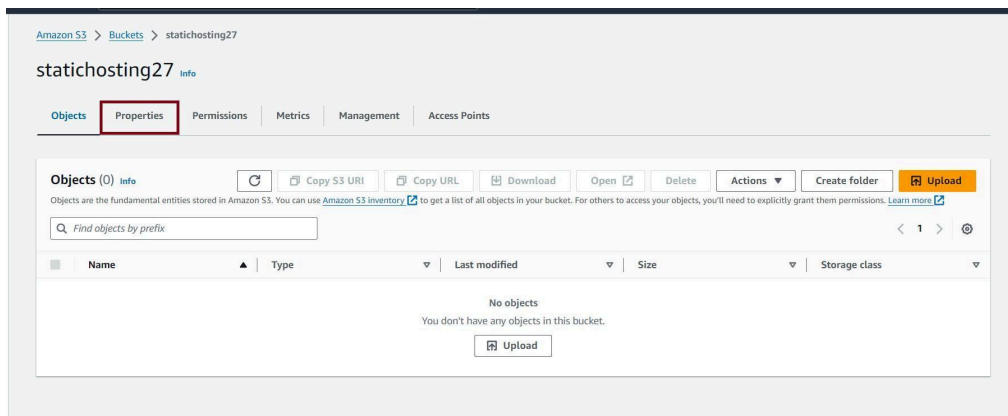 Amazon S3 > Buckets > statichosting27
statichosting27 Info
Objects Properties Permissions Metrics Management Access Points
Objects (0) Info Copy S3 URI Copy URL Download Open Delete Actions Create folder Upload
Objects are the fundamental entities stored in Amazon S3. You can use Amazon S3 inventory to get a list of all objects in your bucket. For others to access your objects, you'll need to explicitly grant them permissions. Learn more
Find objects by prefix < 1 >
Name Type Last modified Size Storage class
No objects
You don't have any objects in this bucket.
Upload